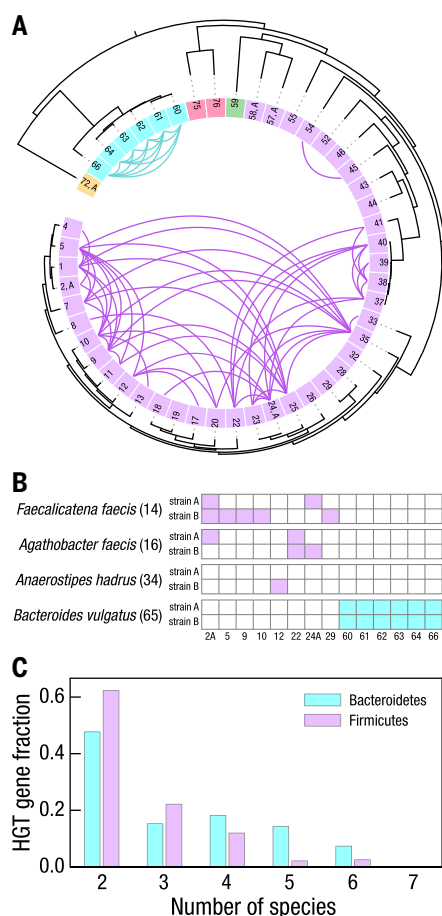 A
72,A
66
64
63
62
61
60
75
76
59
58,A
57,A
55
54
52
46
45
43
44
41
40
39
38
37
33
35
32
28
29
26
25
24,A
23
22
20
17
19
18
13
12
11
9
10
8
7
2,A
1
5
4
B
Faecalicatena faecis (14) strain A
strain B
Agathobacter faecis (16) strain A
strain B
Anaerostipes hadrus (34) strain A
strain B
Bacteroides vulgatus (65) strain A
strain B
2A 5 9 10 12 22 24A 29 60 61 62 63 64 66
C
HGT gene fraction
0.6
0.4
0.2
0.0
Bacteroidetes
Firmicutes
2 3 4 5 6 7
Number of species